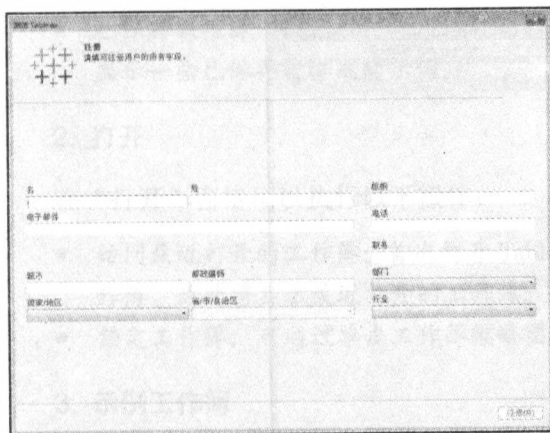 激活 Tableau
注册
请填写注册用户的所有字段。
名 姓 组织
电子邮件 电话
职务
城市 邮政编码 部门
国家/地区 省/市/自治区 行业
注册(R)